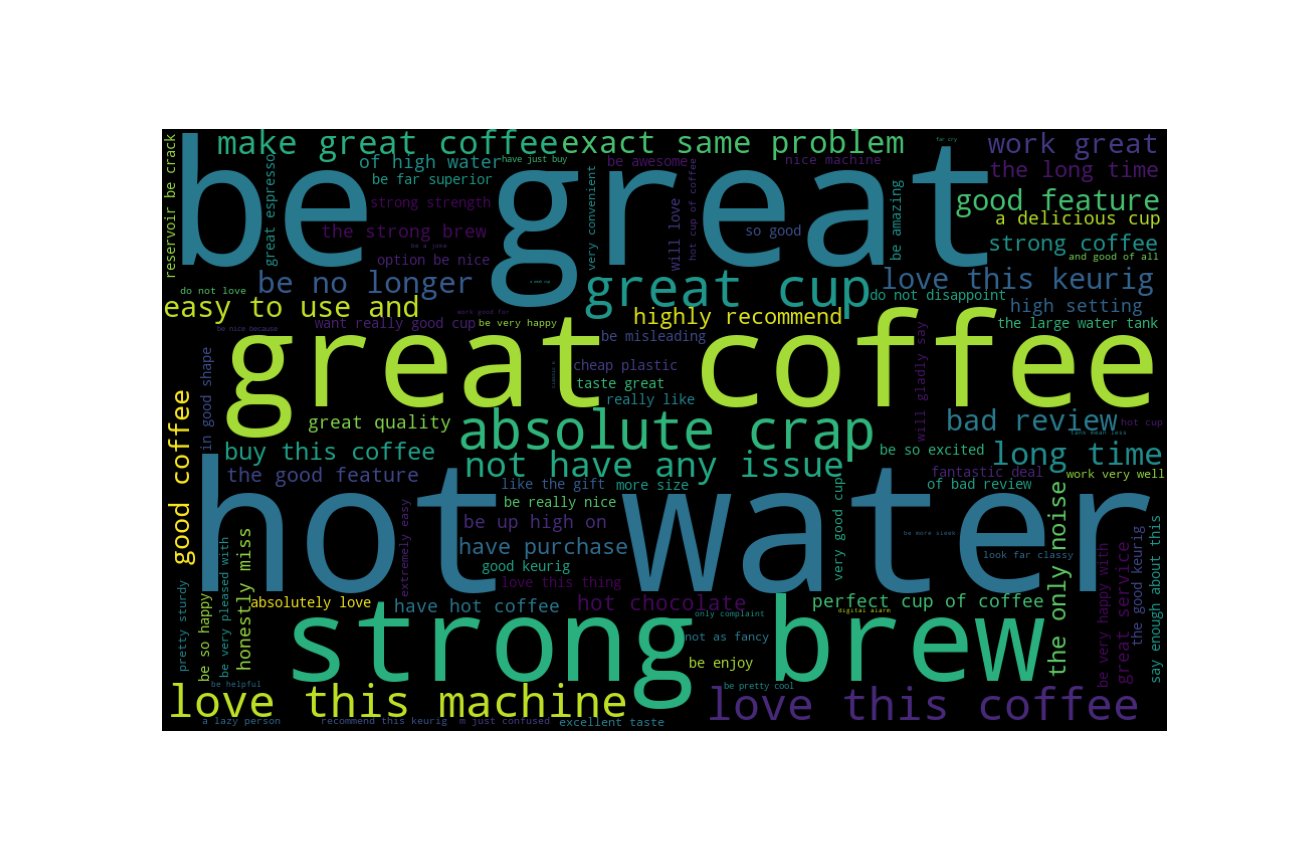 make great coffee
exact same problem
far cry
work great
of high water
have just buy
be awesome
nice machine
the long time
be far superior
be great
good feature
strong strength
a delicious cup
the strong brew
so good
strong coffee
be a joke
option be nice
and good of all
reservoir be crack
great espresso
very convenient
will love
hot cup of coffee
be amazing
be no longer
great cup
love this keurig
do not love
do not disappoint
easy to use and
high setting
work good for
highly recommend
be nice because
want really good cup
be very happy
the large water tank
be misleading
great coffee
cheap plastic
taste great
really like
in good shape
will gladly say
good coffee
great quality
absolute crap
bad review
hot cup
buy this coffee
be so excited
long time
not have any issue
the good feature
fantastic deal
work very well
like the gift
more size
of bad review
hot water
be really nice
be up high on
extremely easy
very good cup
the only noise
have purchase
be more sleek
look far classy
good keurig
love this thing
honestly miss
pretty sturdy
be so happy
be very pleased with
be very happy with
great service
the good keurig
say enough about this
absolutely love
have hot coffee
hot chocolate
perfect cup of coffee
only complaint
digital alarm
strong brew
not as fancy
be enjoy
be helpful
love this machine
be pretty cool
love this coffee
a lazy person
recommend this keurig
m just confused
excellent taste